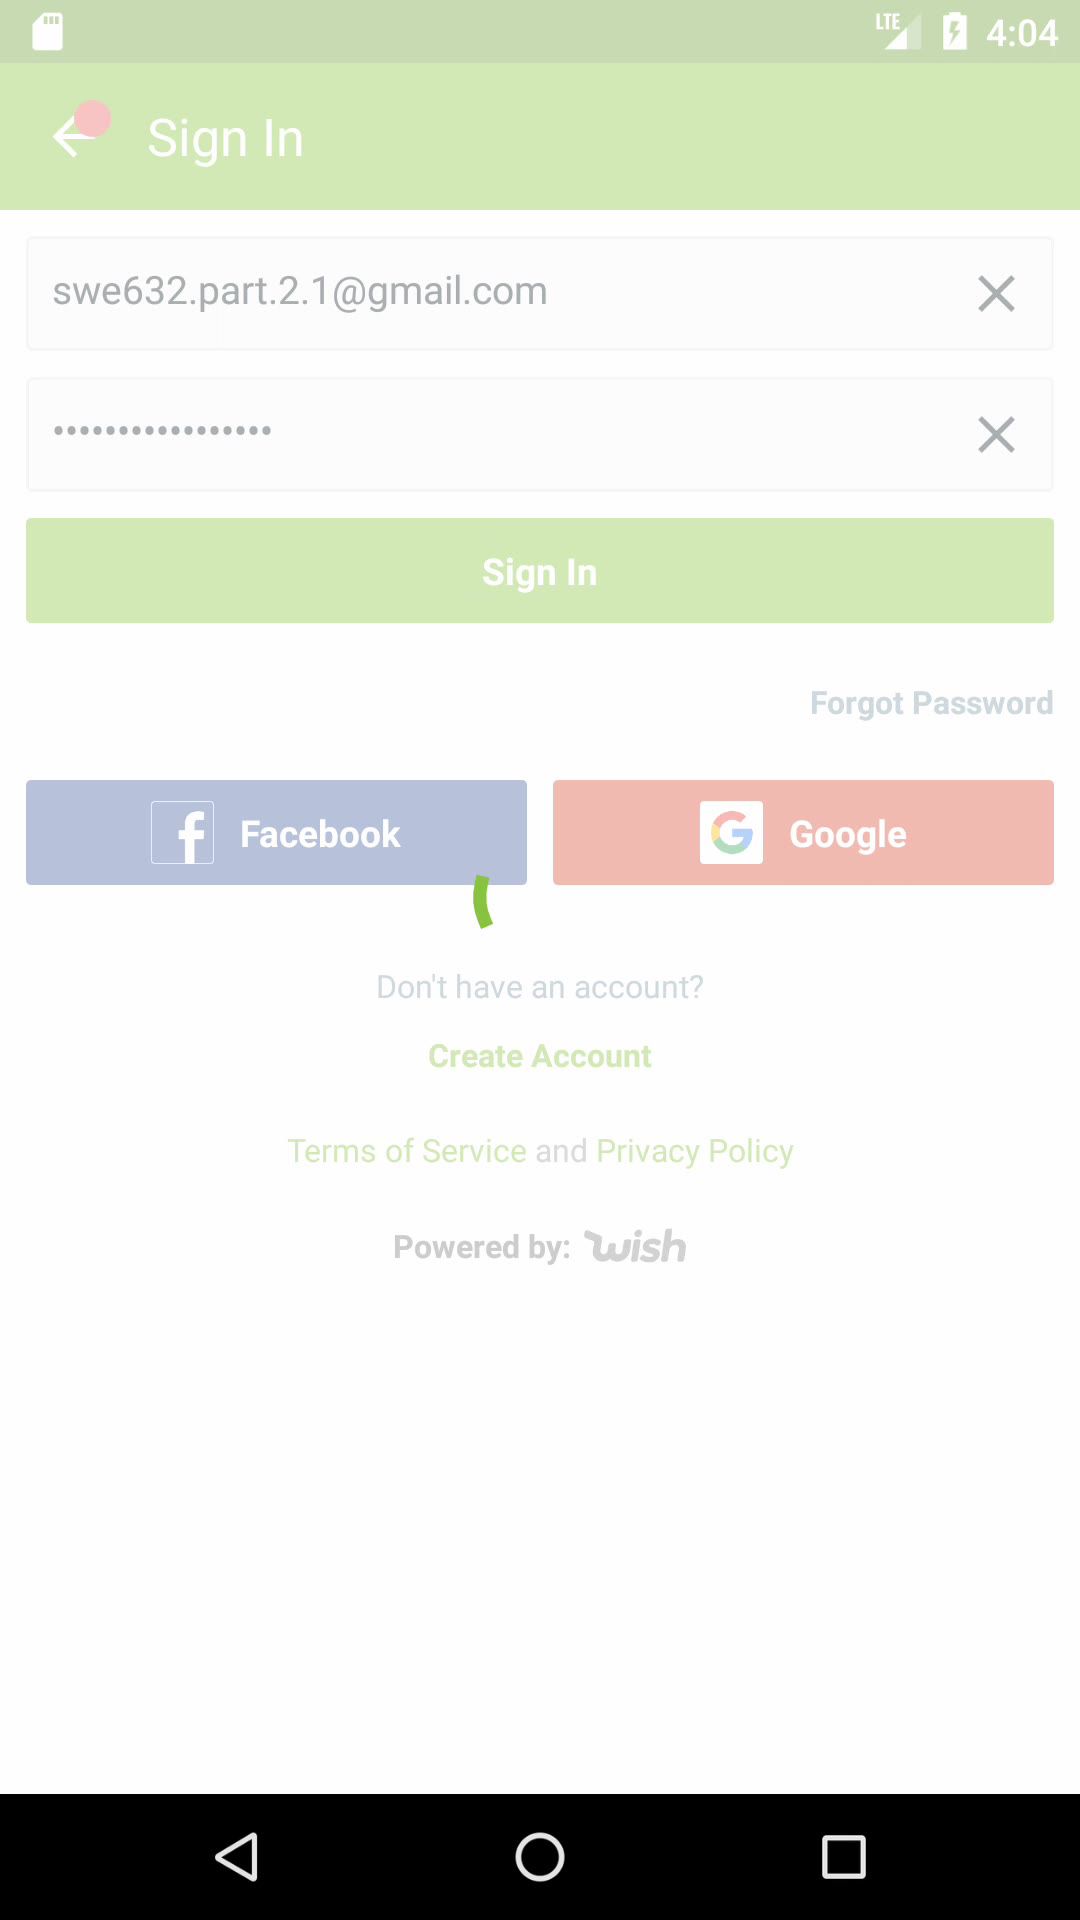 LTE 4:04
Sign In
swe632.part.2.1@gmail.com
•••••••••••••••••
Sign In
Forgot Password
Facebook Google
Don't have an account?
Create Account
Terms of Service and Privacy Policy
Powered by: wish